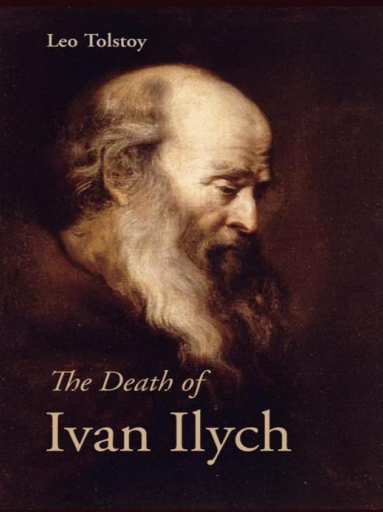 Leo Tolstoy
The Death of
Ivan Ilych